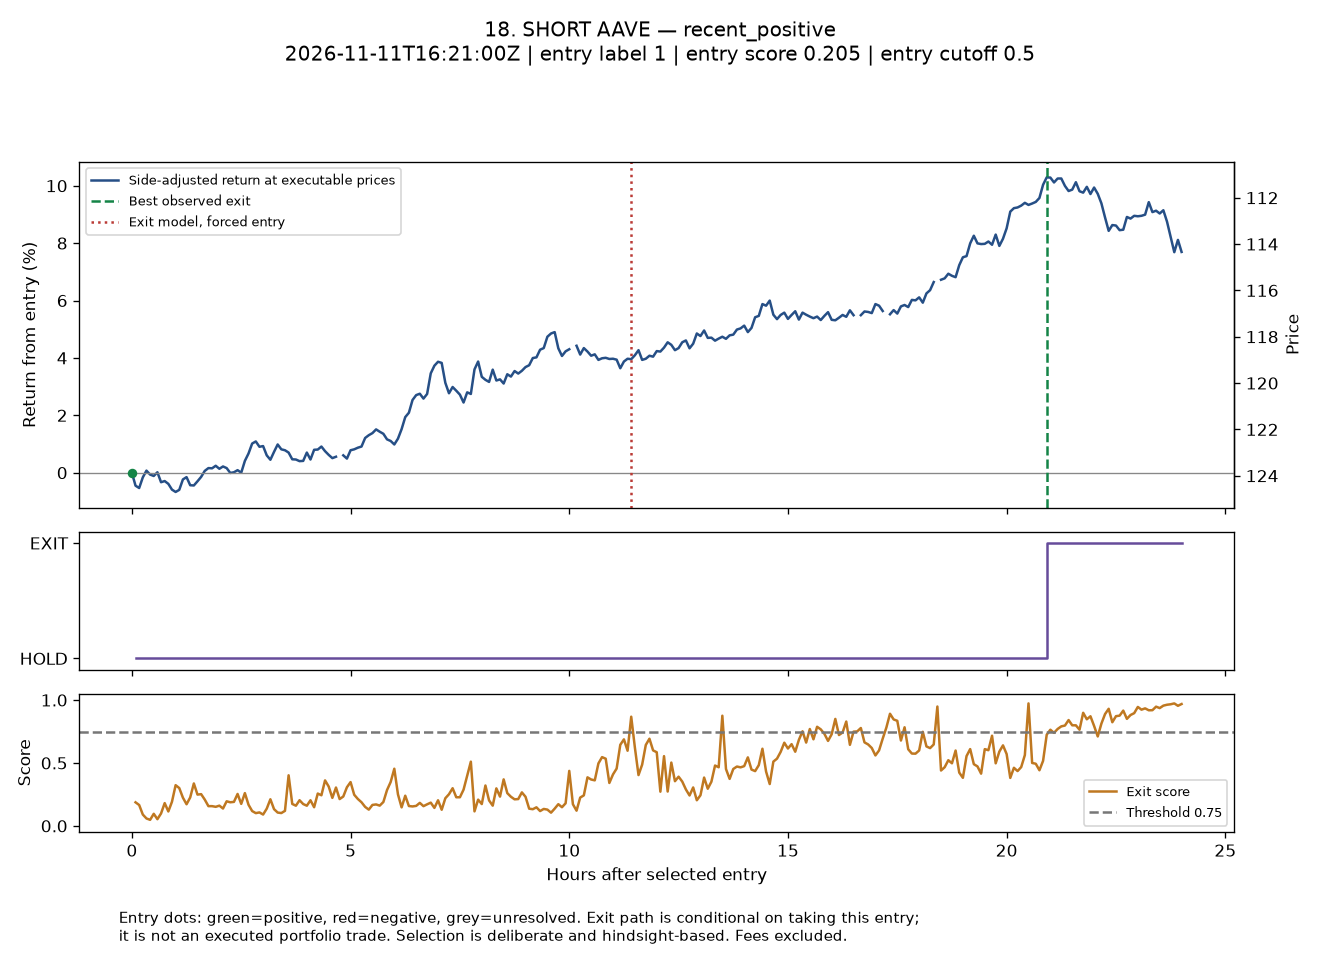 18. SHORT AAVE — recent_positive
2026-11-11T16:21:00Z | entry label 1 | entry score 0.205 | entry cutoff 0.5
Side-adjusted return at executable prices
Best observed exit
Exit model, forced entry
Return from entry (%)
10
8
6
4
2
0
112
114
116
118
120
122
124
Price
EXIT
HOLD
Score
1.0
0.5
0.0
Exit score
Threshold 0.75
0
5
10
15
20
25
Hours after selected entry
Entry dots: green=positive, red=negative, grey=unresolved. Exit path is conditional on taking this entry;
it is not an executed portfolio trade. Selection is deliberate and hindsight-based. Fees excluded.